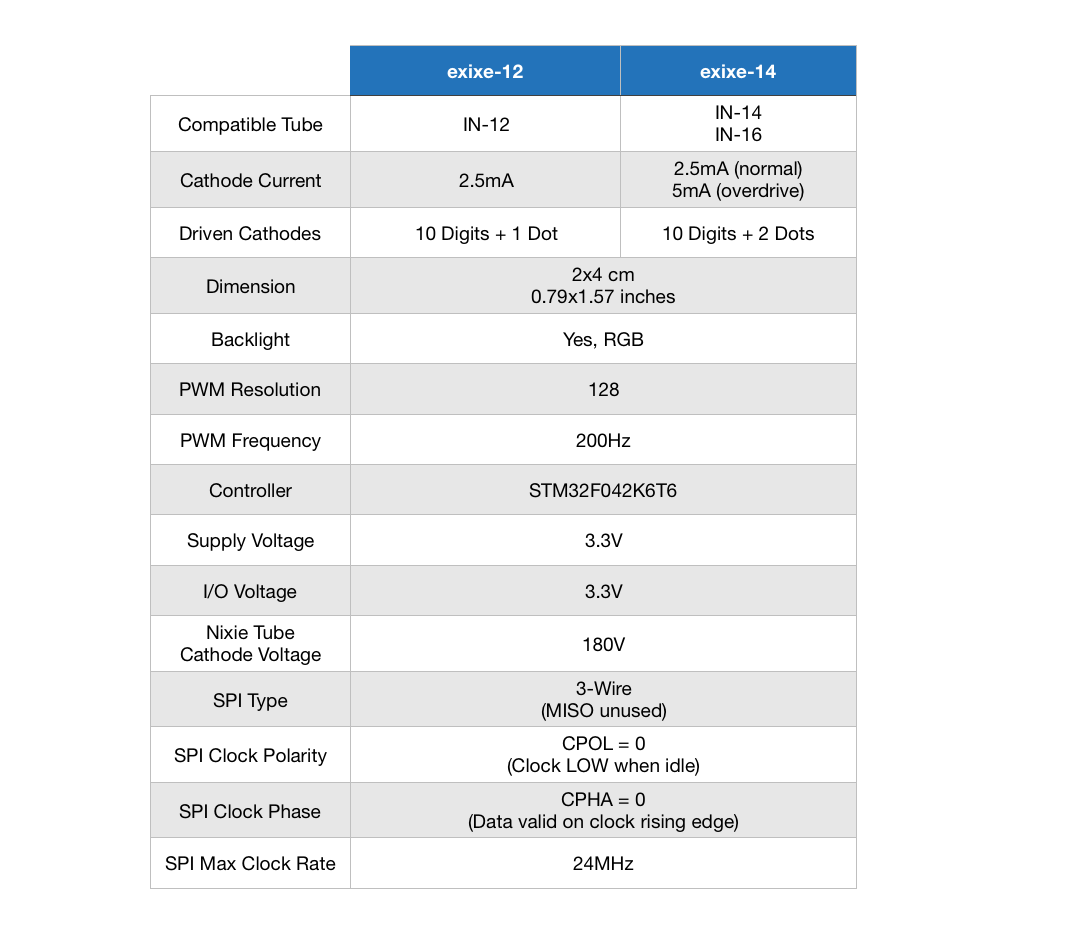 exixe-12 exixe-14
Compatible Tube IN-12 IN-14
IN-16
Cathode Current 2.5mA 2.5mA (normal)
5mA (overdrive)
Driven Cathodes 10 Digits + 1 Dot 10 Digits + 2 Dots
Dimension 2x4 cm
0.79x1.57 inches
Backlight Yes, RGB
PWM Resolution 128
PWM Frequency 200Hz
Controller STM32F042K6T6
Supply Voltage 3.3V
I/O Voltage 3.3V
Nixie Tube
Cathode Voltage 180V
SPI Type 3-Wire
(MISO unused)
SPI Clock Polarity CPOL = 0
(Clock LOW when idle)
SPI Clock Phase CPHA = 0
(Data valid on clock rising edge)
SPI Max Clock Rate 24MHz